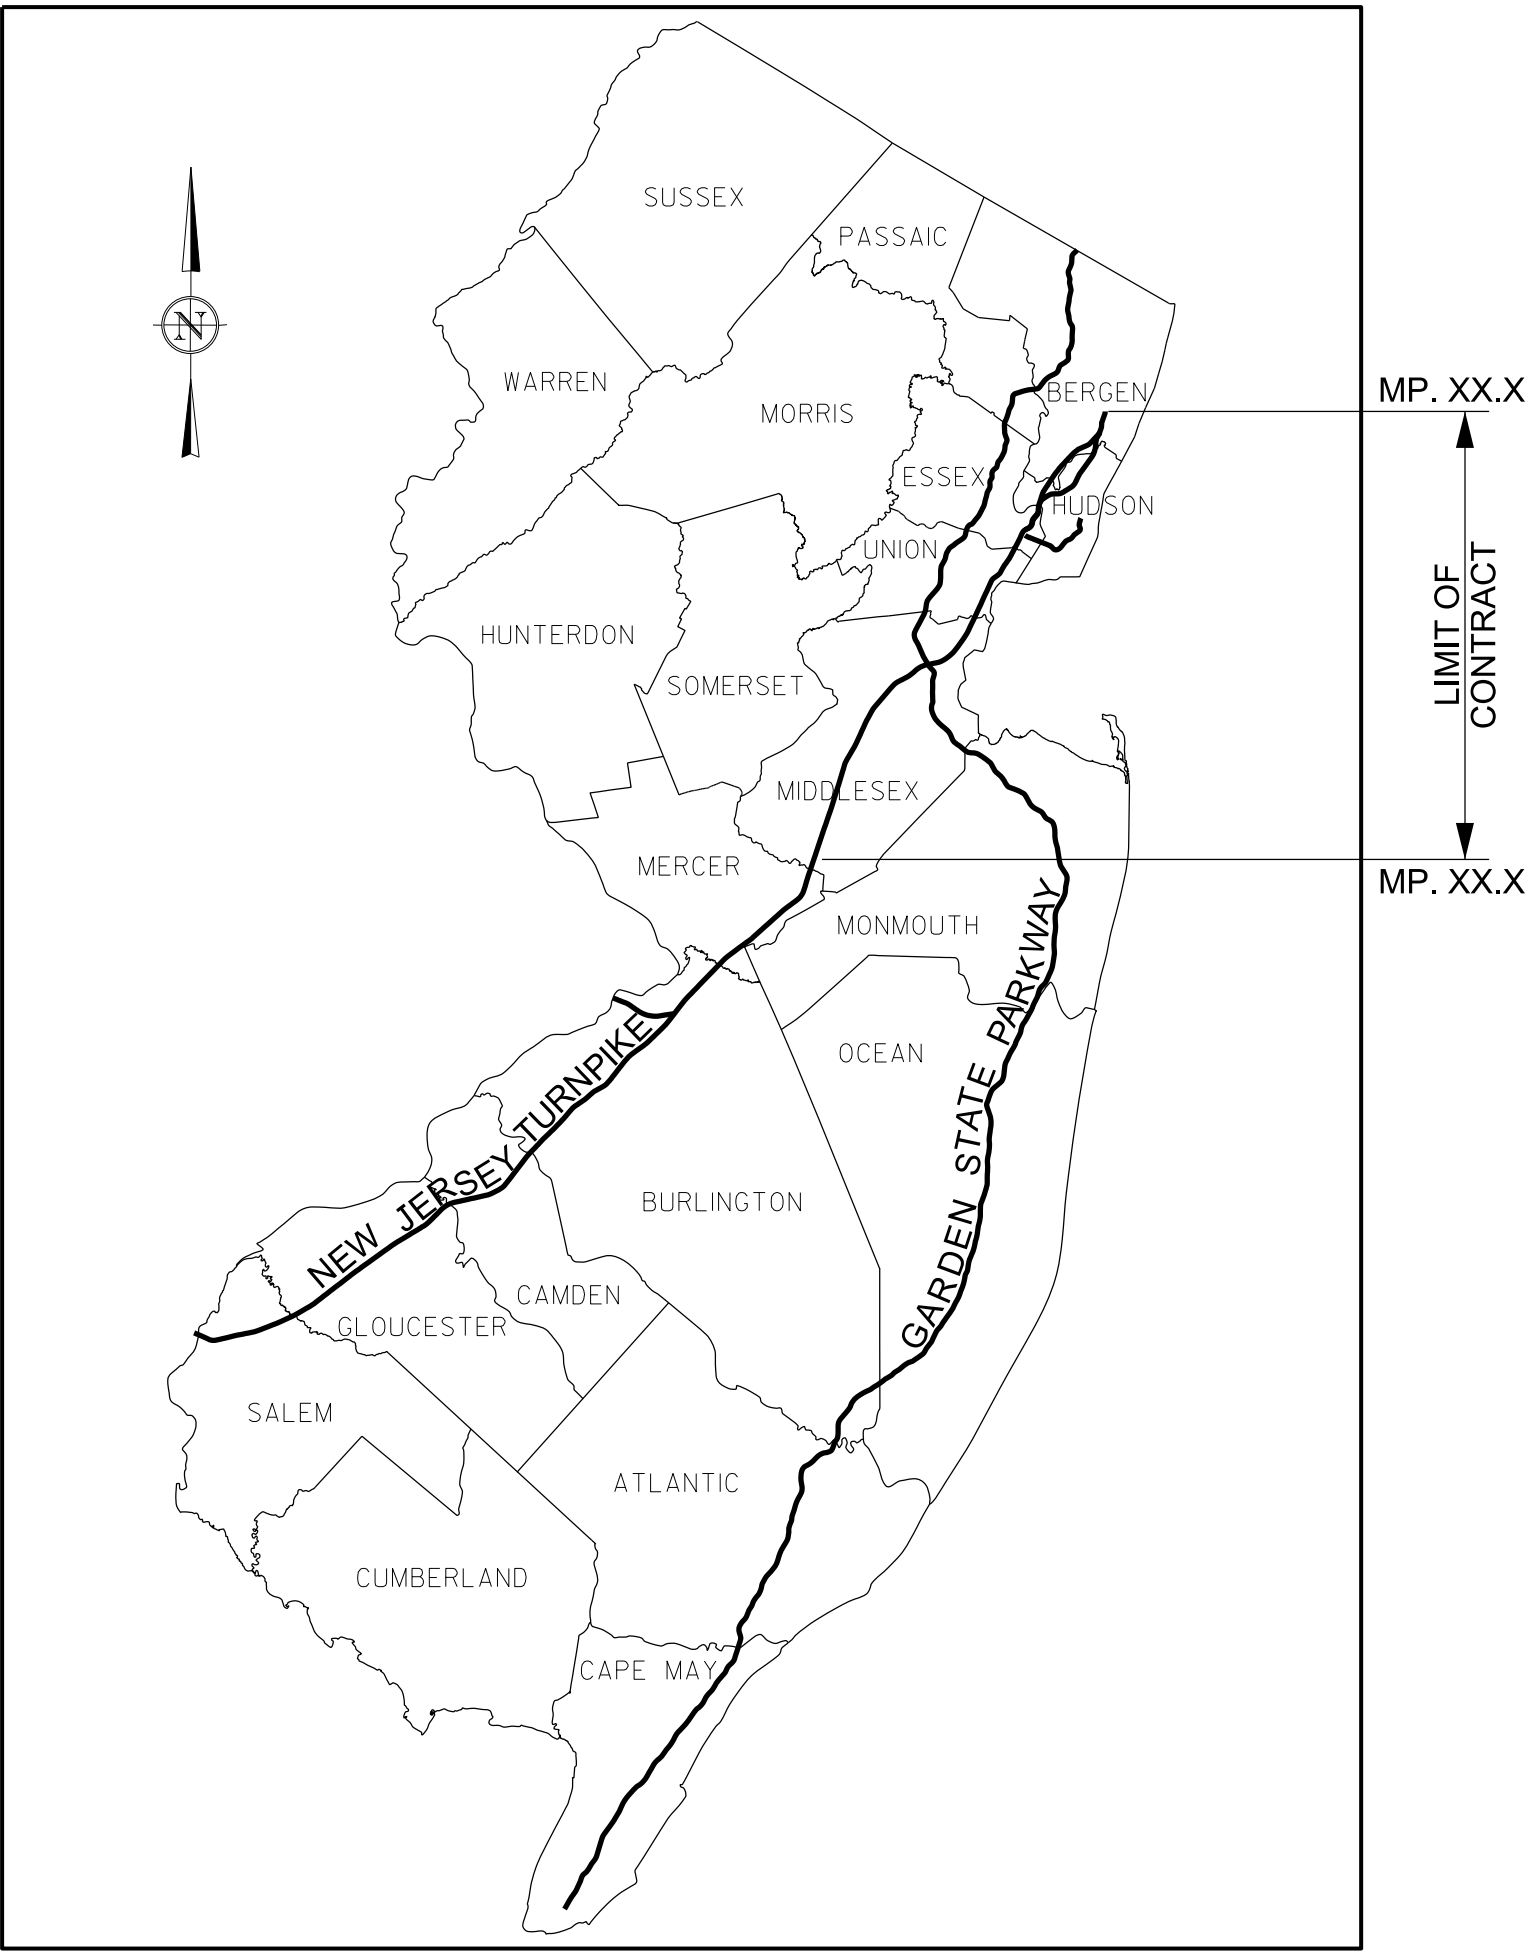 SUSSEX
PASSAIC
N
WARREN
BERGEN
MP. XX.X
MORRIS
ESSEX
HUDSON
UNION
LIMIT OF
CONTRACT
HUNTERDON
SOMERSET
MIDDLESEX
MERCER
MP. XX.X
MONMOUTH
OCEAN
GARDEN STATE PARKWAY
NEW JERSEY TURNPIKE
BURLINGTON
CAMDEN
GLOUCESTER
SALEM
ATLANTIC
CUMBERLAND
CAPE MAY